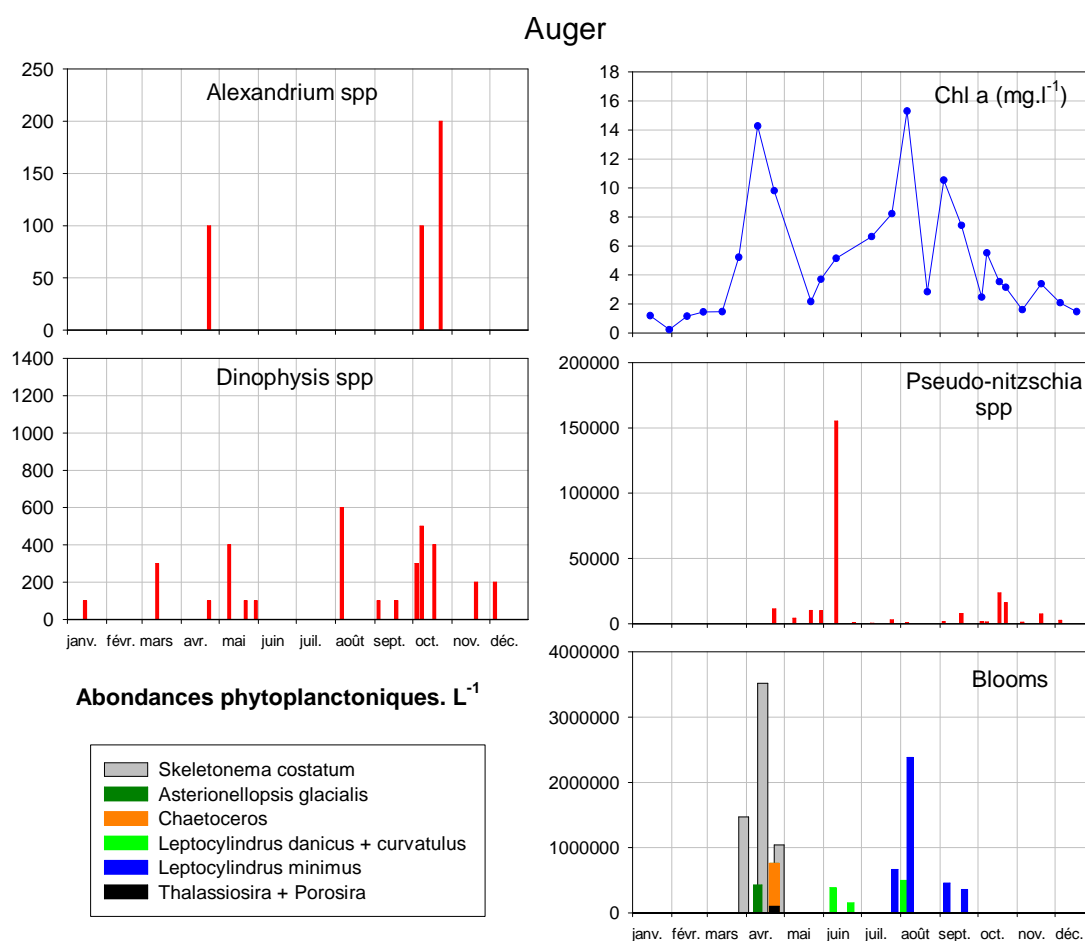 Auger
Alexandrium spp
250
200
150
100
50
0
Chl a (mg.l⁻¹)
18
16
14
12
10
8
6
4
2
0
Dinophysis spp
1400
1200
1000
800
600
400
200
0
janv. févr. mars avr. mai juin juil. août sept. oct. nov. déc.
Pseudo-nitzschia
spp
200000
150000
100000
50000
0
Abondances phytoplanctoniques. L⁻¹
Skeletonema costatum
Asterionellopsis glacialis
Chaetoceros
Leptocylindrus danicus + curvatulus
Leptocylindrus minimus
Thalassiosira + Porosira
Blooms
4000000
3000000
2000000
1000000
0
janv. févr. mars avr. mai juin juil. août sept. oct. nov. déc.